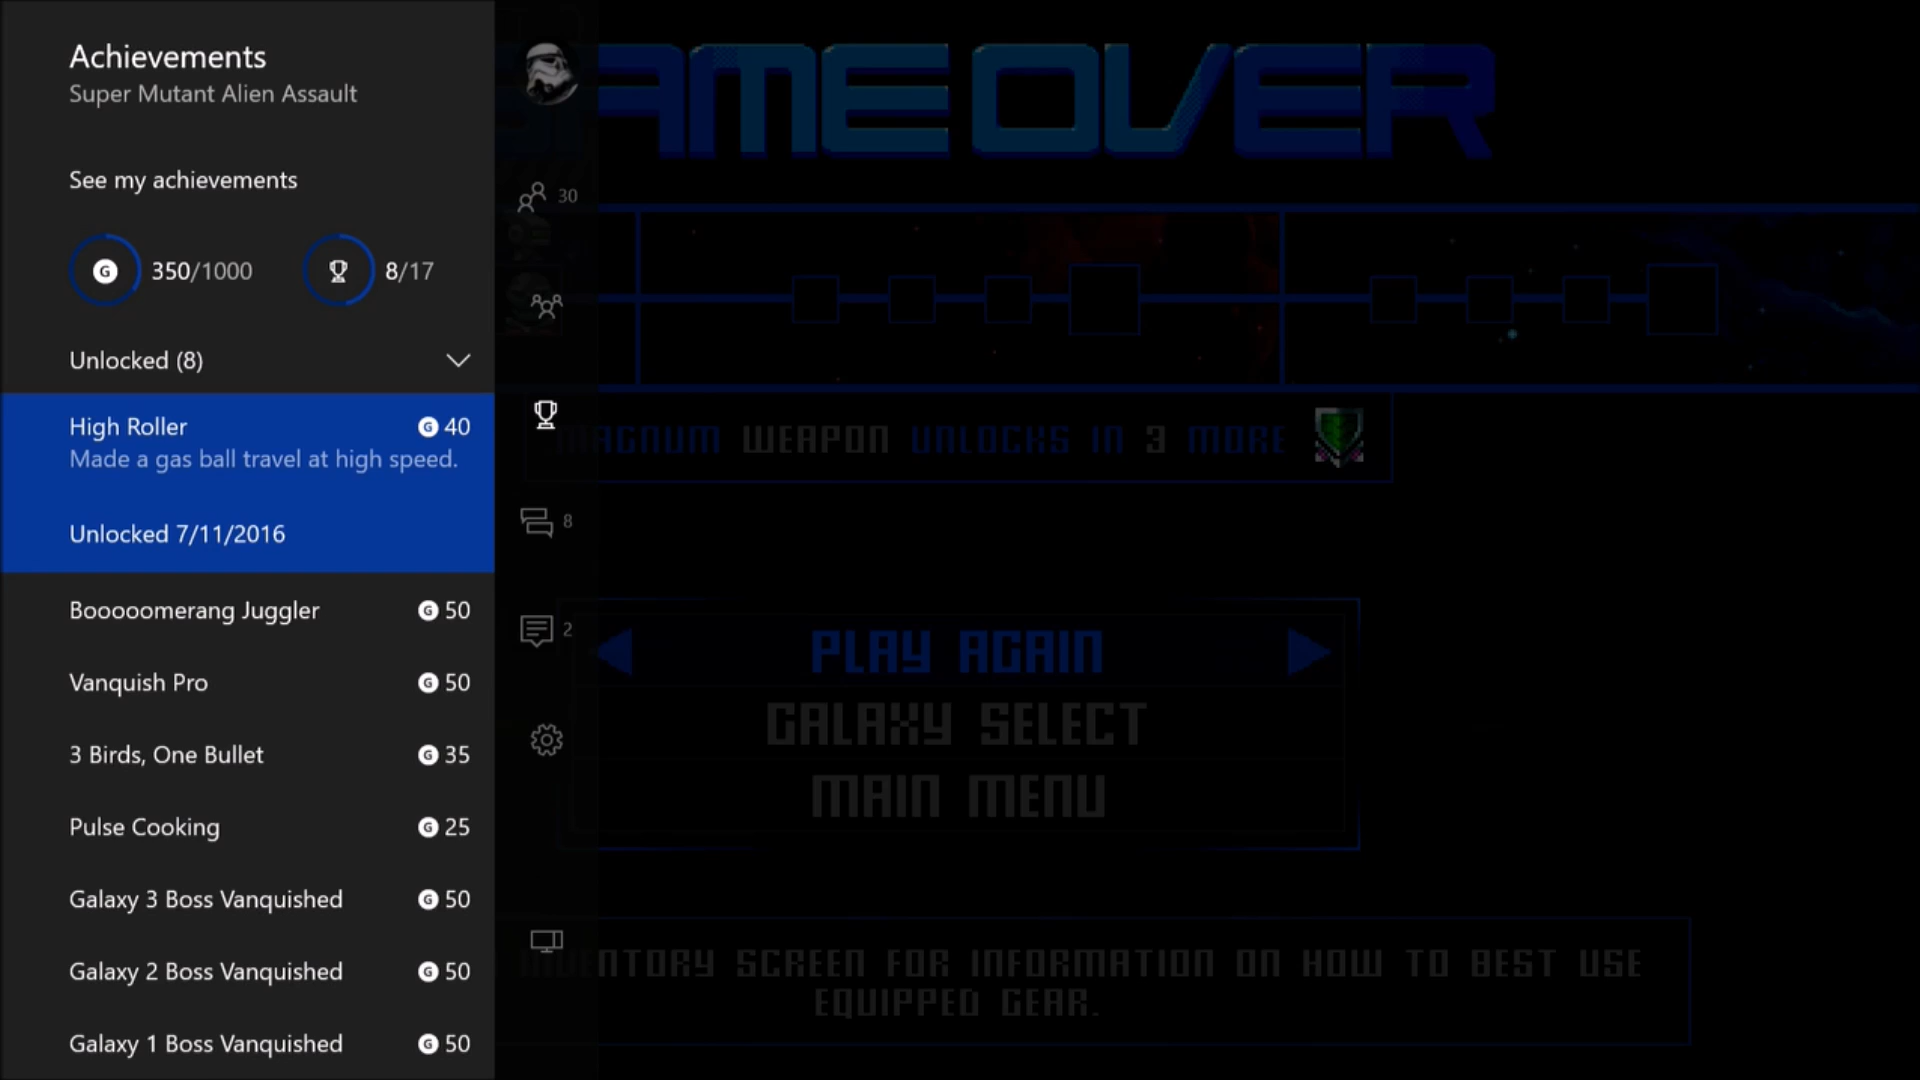 Achievements
Super Mutant Alien Assault
See my achievements
G 350/1000 8/17
Unlocked (8)
High Roller G 40
Made a gas ball travel at high speed.
Unlocked 7/11/2016
Booooomerang Juggler G 50
Vanquish Pro G 50
3 Birds, One Bullet G 35
Pulse Cooking G 25
Galaxy 3 Boss Vanquished G 50
Galaxy 2 Boss Vanquished G 50
Galaxy 1 Boss Vanquished G 50
30
8
2
GAME OVER
MAGNUM WEAPON UNLOCKS IN 3 MORE
PLAY AGAIN
GALAXY SELECT
MAIN MENU
INVENTORY SCREEN FOR INFORMATION ON HOW TO BEST USE
EQUIPPED GEAR.